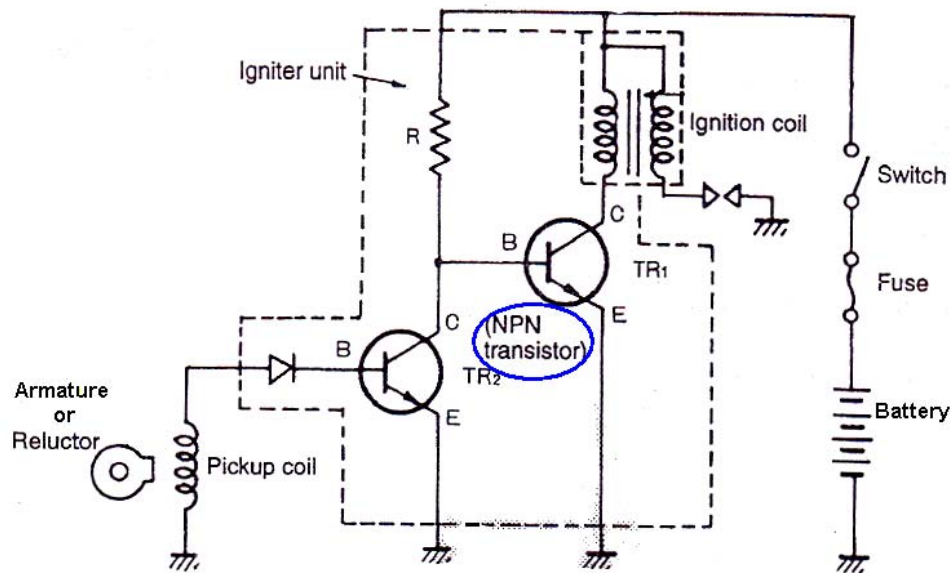 Igniter unit
R
Ignition coil
C
B
TR1
E
(NPN
transistor)
Switch
Fuse
C
B
TR2
E
Armature
or
Reluctor
Pickup coil
Battery